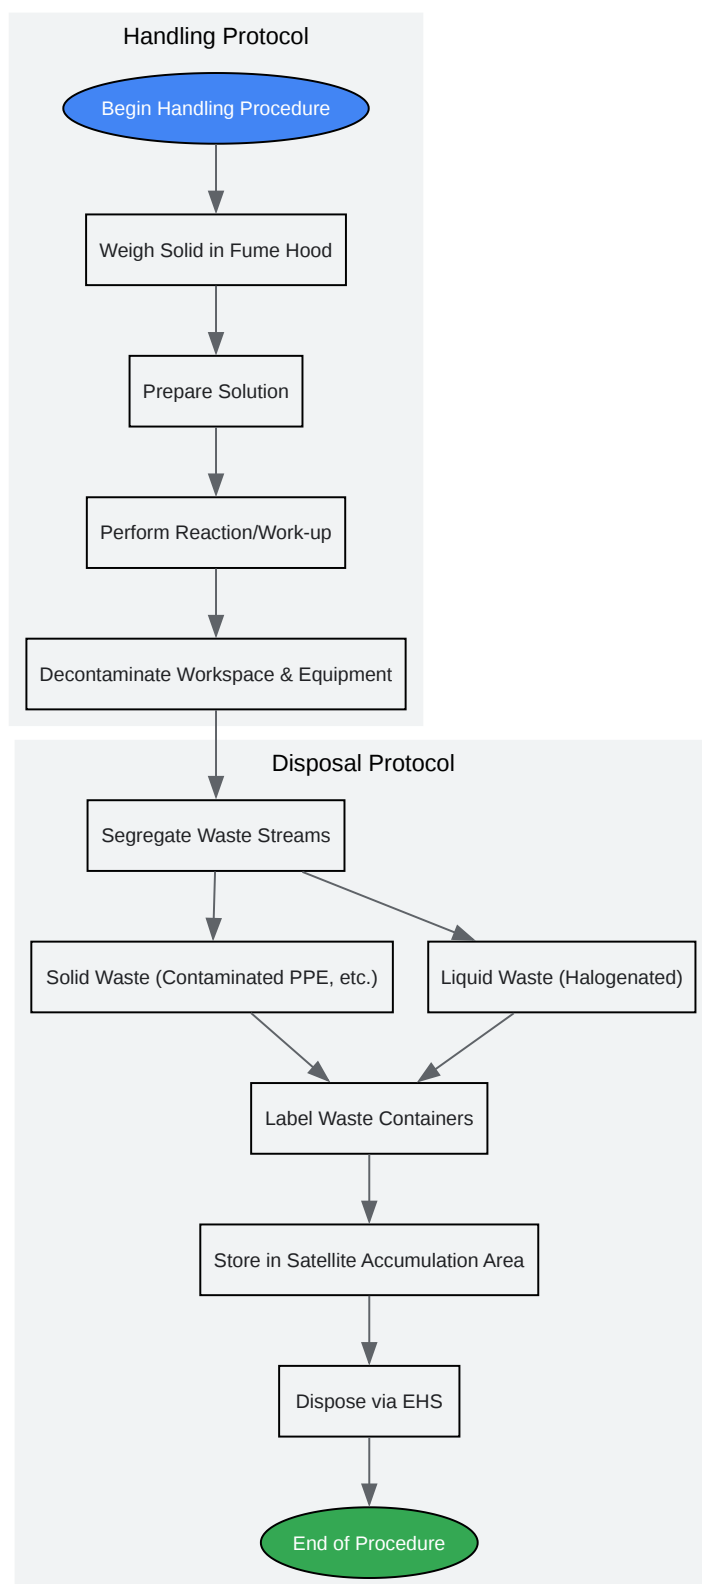 Handling Protocol
Begin Handling Procedure
Weigh Solid in Fume Hood
Prepare Solution
Perform Reaction/Work-up
Decontaminate Workspace & Equipment
Disposal Protocol
Segregate Waste Streams
Solid Waste (Contaminated PPE, etc.)
Liquid Waste (Halogenated)
Label Waste Containers
Store in Satellite Accumulation Area
Dispose via EHS
End of Procedure